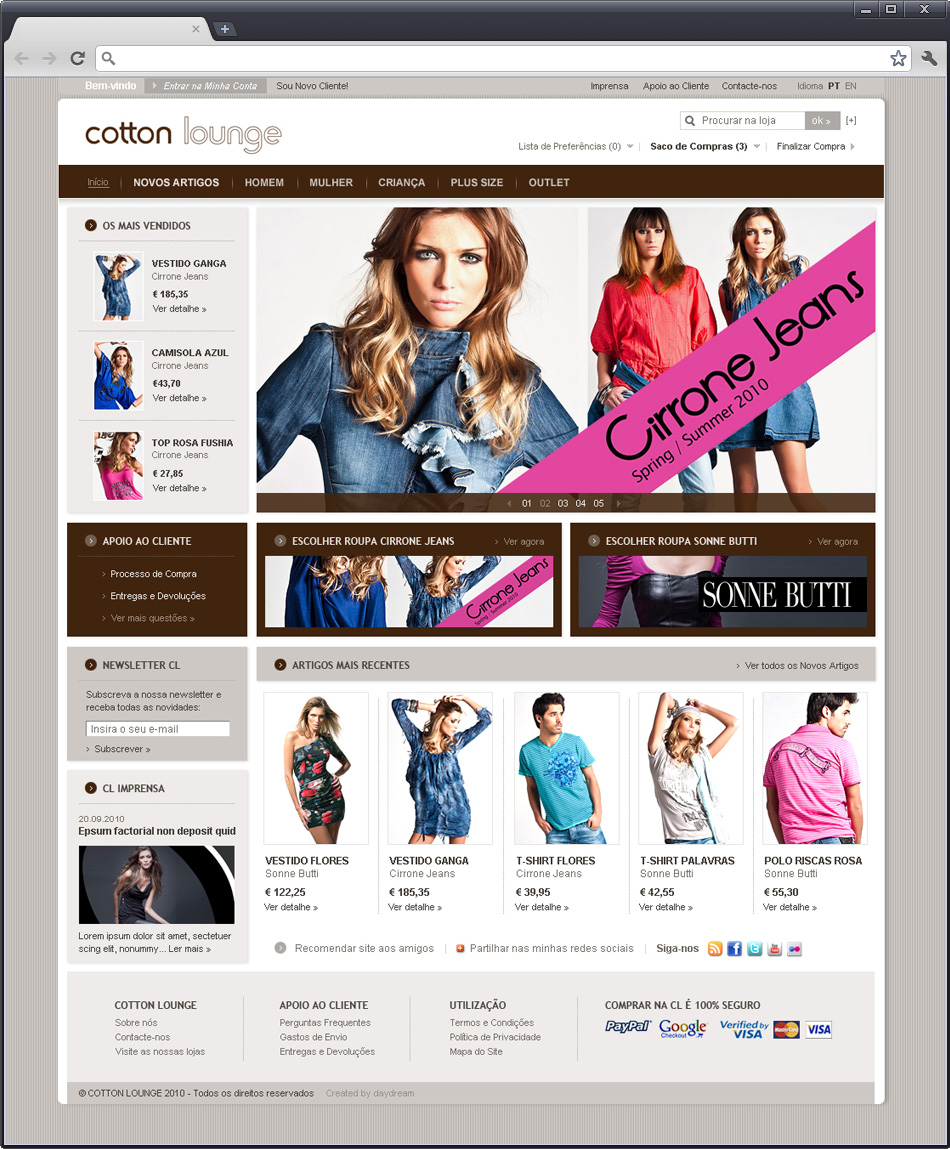 Bem-vindo Entrar na Minha Conta Sou Novo Cliente! Imprensa Apoio ao Cliente Contacte-nos Idioma PT EN
cotton lounge
Procurar na loja ok » [+]
Lista de Preferências (0) Saco de Compras (3) Finalizar Compra
Início NOVOS ARTIGOS HOMEM MULHER CRIANÇA PLUS SIZE OUTLET
OS MAIS VENDIDOS
VESTIDO GANGA
Cirrone Jeans
€ 185,35
Ver detalhe »
CAMISOLA AZUL
Cirrone Jeans
€43,70
Ver detalhe »
TOP ROSA FUSHIA
Cirrone Jeans
€ 27,85
Ver detalhe »
Cirrone Jeans
Spring / Summer 2010
01 02 03 04 05
APOIO AO CLIENTE
Processo de Compra
Entregas e Devoluções
Ver mais questões »
ESCOLHER ROUPA CIRRONE JEANS Ver agora
Cirrone Jeans
Spring / Summer 2010
ESCOLHER ROUPA SONNE BUTTI Ver agora
SONNE BUTTI
NEWSLETTER CL
Subscreva a nossa newsletter e
receba todas as novidades:
Insira o seu e-mail
Subscrever »
CL IMPRENSA
20.09.2010
Epsum factorial non deposit quid
Lorem ipsum dolor sit amet, sectetuer
scing elit, nonummy... Ler mais »
ARTIGOS MAIS RECENTES Ver todos os Novos Artigos
VESTIDO FLORES
Sonne Butti
€ 122,25
Ver detalhe »
VESTIDO GANGA
Cirrone Jeans
€ 185,35
Ver detalhe »
T-SHIRT FLORES
Cirrone Jeans
€ 39,95
Ver detalhe »
T-SHIRT PALAVRAS
Sonne Butti
€ 42,55
Ver detalhe »
POLO RISCAS ROSA
Sonne Butti
€ 55,30
Ver detalhe »
Recomendar site aos amigos Partilhar nas minhas redes sociais Siga-nos
COTTON LOUNGE
Sobre nós
Contacte-nos
Visite as nossas lojas
APOIO AO CLIENTE
Perguntas Frequentes
Gastos de Envio
Entregas e Devoluções
UTILIZAÇÃO
Termos e Condições
Política de Privacidade
Mapa do Site
COMPRAR NA CL É 100% SEGURO
PayPal Google Checkout Verified by VISA MasterCard VISA
© COTTON LOUNGE 2010 - Todos os direitos reservados Created by daydream